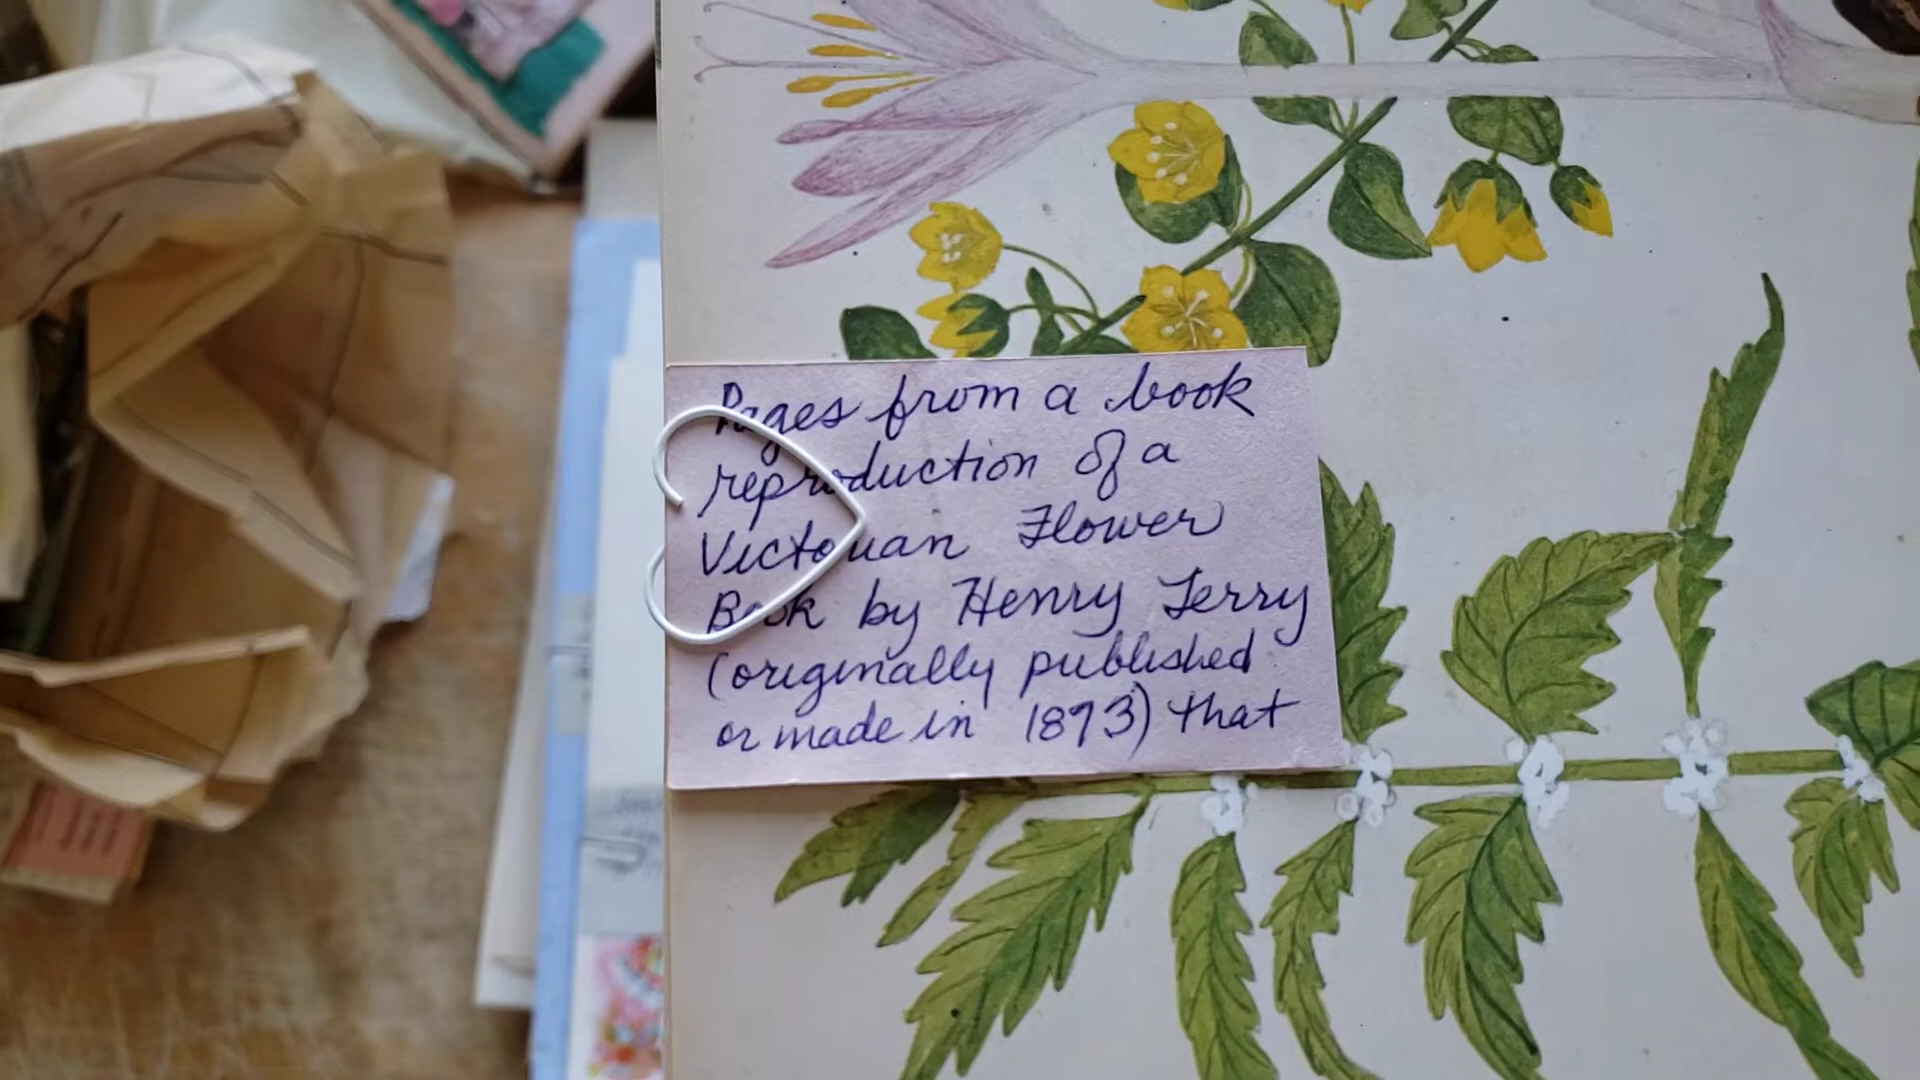 Pages from a book
reproduction of a
Victorian Flower
Book by Henry Terry
(originally published
or made in 1873) that